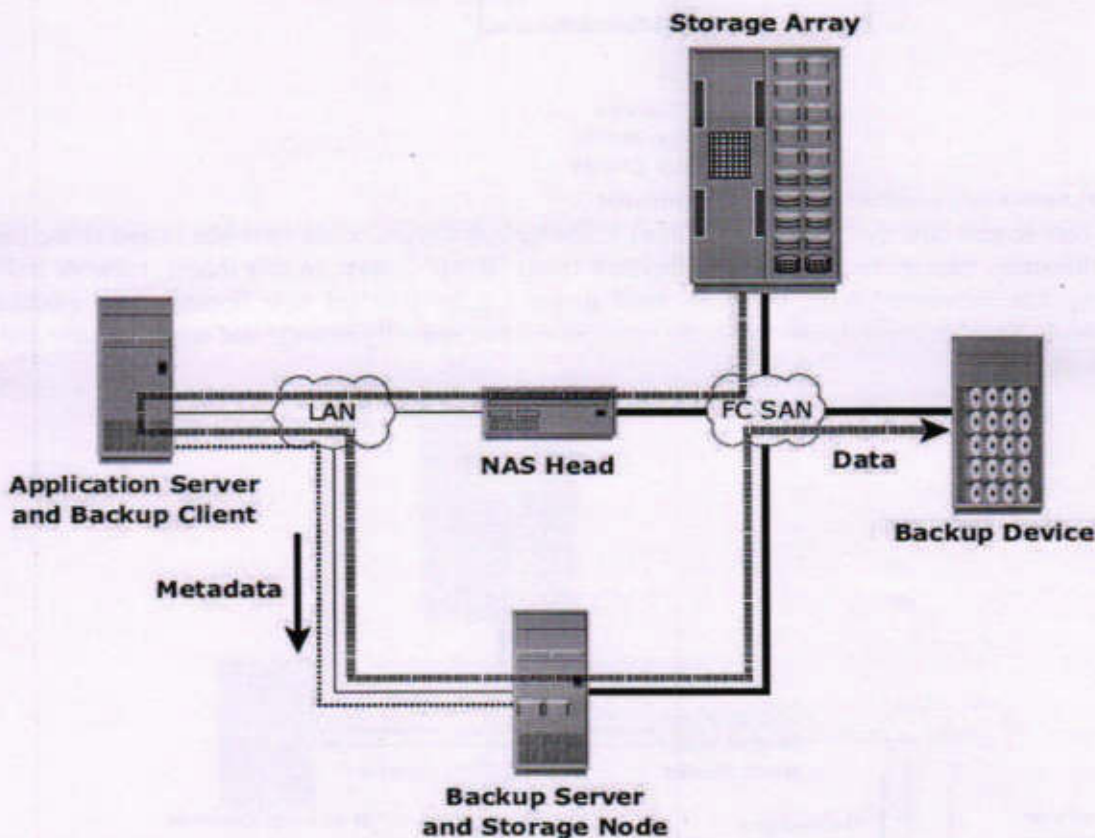 Storage Array
LAN
FC SAN
NAS Head
Data
Application Server
and Backup Client
Backup Device
Metadata
Backup Server
and Storage Node